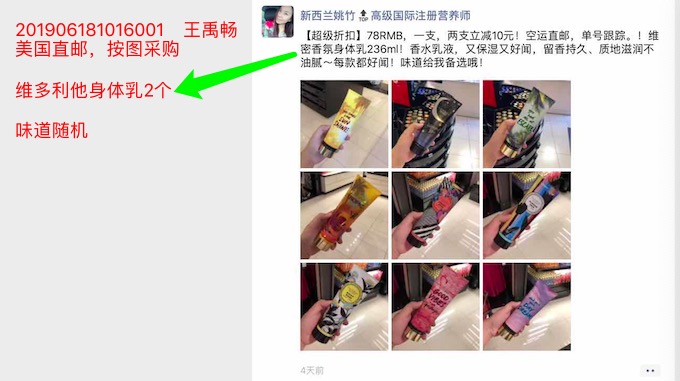 201906181016001 王禹畅
美国直邮，按图采购
维多利他身体乳2个
味道随机
新西兰姚竹🔝高级国际注册营养师
【超级折扣】78RMB，一支，两支立减10元！空运直邮，单号跟踪。！维
密香氛身体乳236ml！香水乳液，又保湿又好闻，留香持久、质地滋润不
油腻～每款都好闻！味道给我备选哦！
GOOD
VIBES
4天前